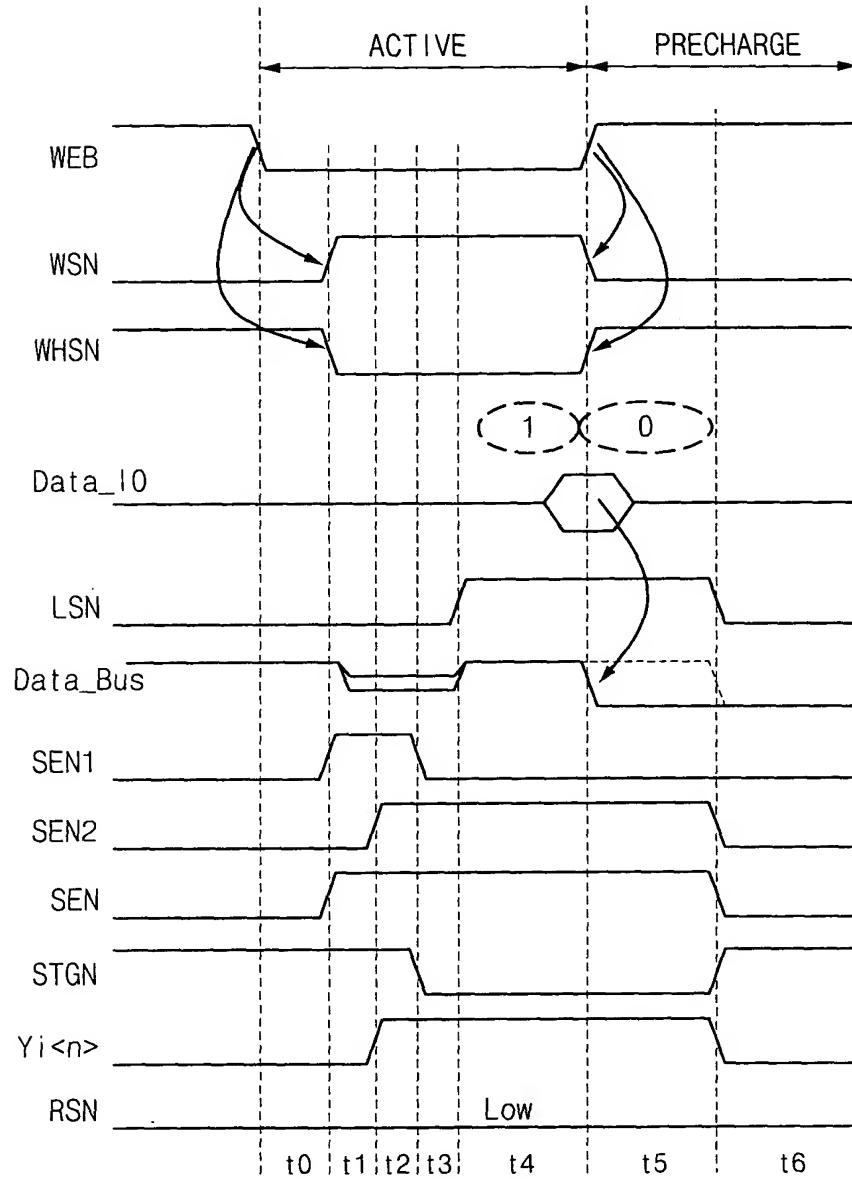 ACTIVE PRECHARGE
WEB
WSN
WHSN
1 0
Data_IO
LSN
Data_Bus
SEN1
SEN2
SEN
STGN
Yi<n>
RSN Low
t0 t1 t2 t3 t4 t5 t6